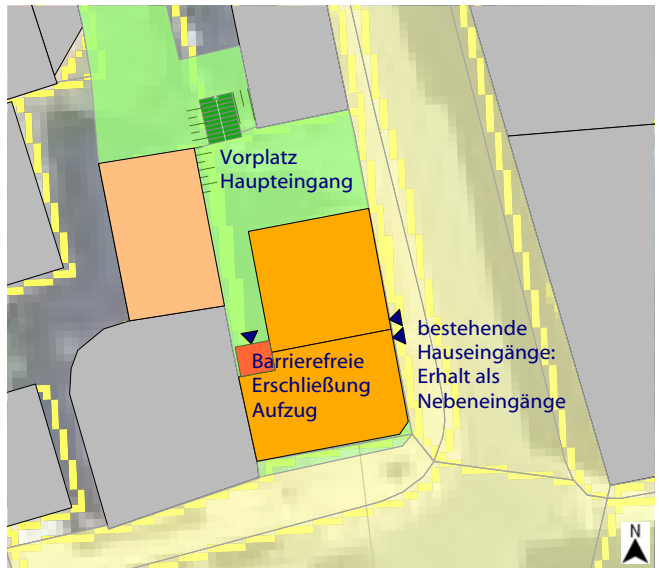 Vorplatz
Haupteingang
bestehende
Hauseingänge:
Erhalt als
Nebeneingänge
Barrierefreie
Erschließung
Aufzug
N